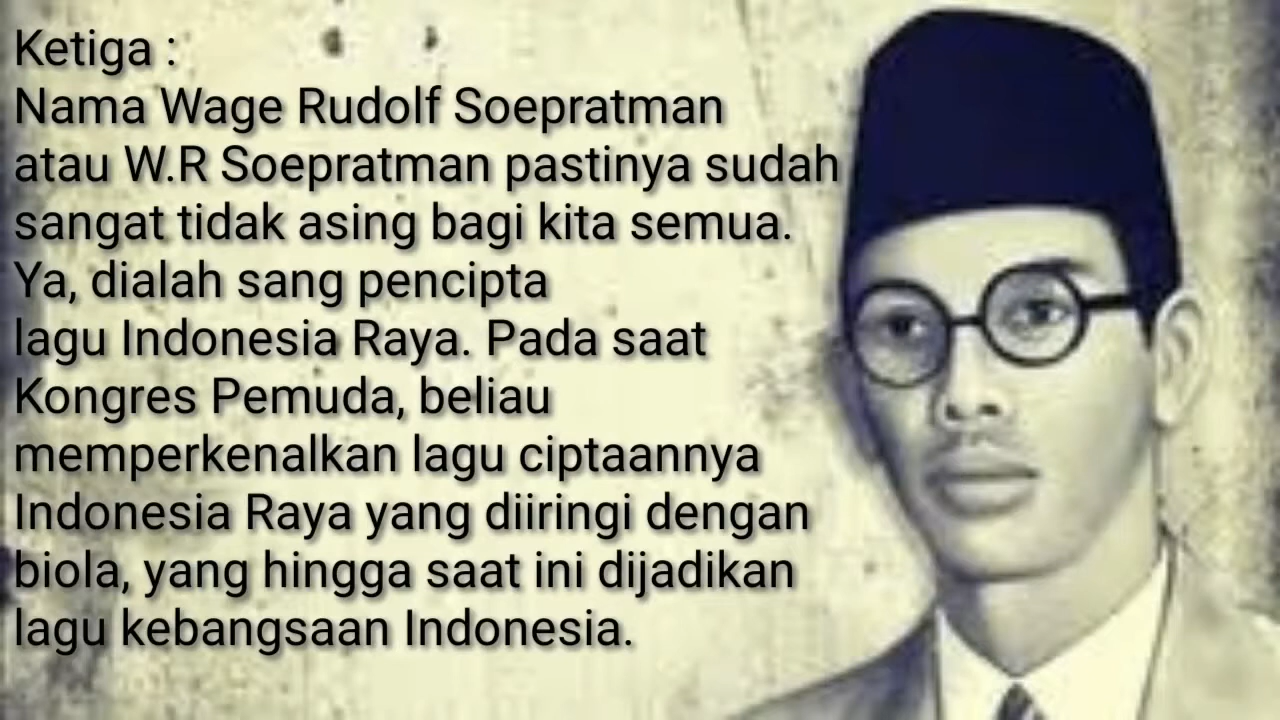 Ketiga :
Nama Wage Rudolf Soepratman
atau W.R Soepratman pastinya sudah
sangat tidak asing bagi kita semua.
Ya, dialah sang pencipta
lagu Indonesia Raya. Pada saat
Kongres Pemuda, beliau
memperkenalkan lagu ciptaannya
Indonesia Raya yang diiringi dengan
biola, yang hingga saat ini dijadikan
lagu kebangsaan Indonesia.